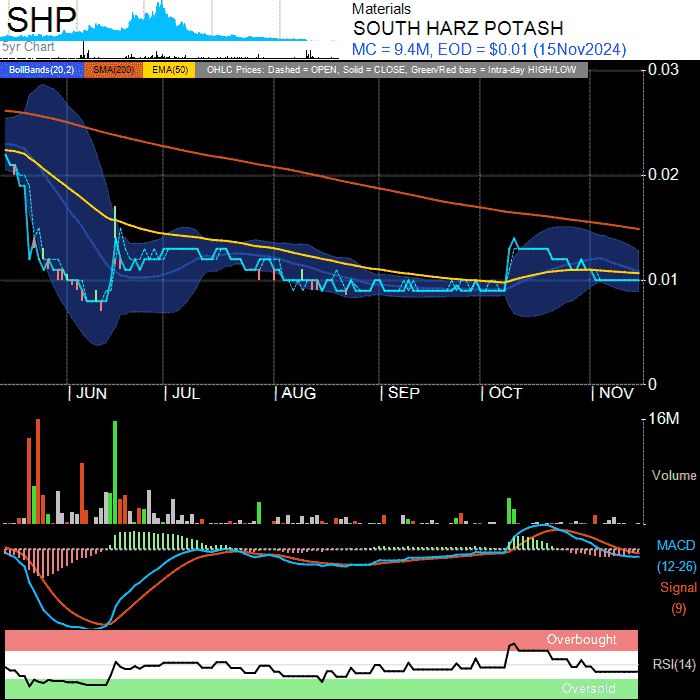 SHP
5yr Chart
Materials
SOUTH HARZ POTASH
MC = 9.4M, EOD = $0.01 (15Nov2024)
BollBands(20,2) SMA(200) EMA(50) OHLC Prices: Dashed = OPEN, Solid = CLOSE, Green/Red bars = Intra-day HIGH/LOW
0.03
0.02
0.01
0
JUN JUL AUG SEP OCT NOV
16M
Volume
MACD
(12-26)
Signal
(9)
Overbought
RSI(14)
Oversold